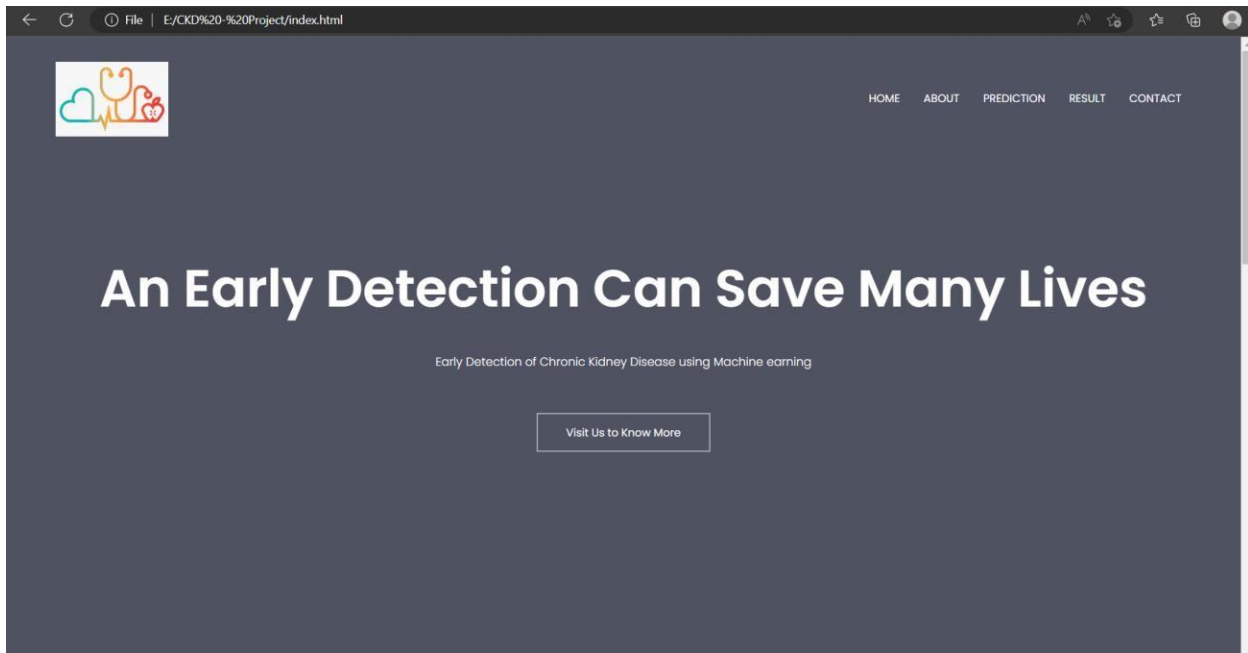 File | E:/CKD%20-%20Project/index.html
HOME ABOUT PREDICTION RESULT CONTACT
An Early Detection Can Save Many Lives
Early Detection of Chronic Kidney Disease using Machine earning
Visit Us to Know More